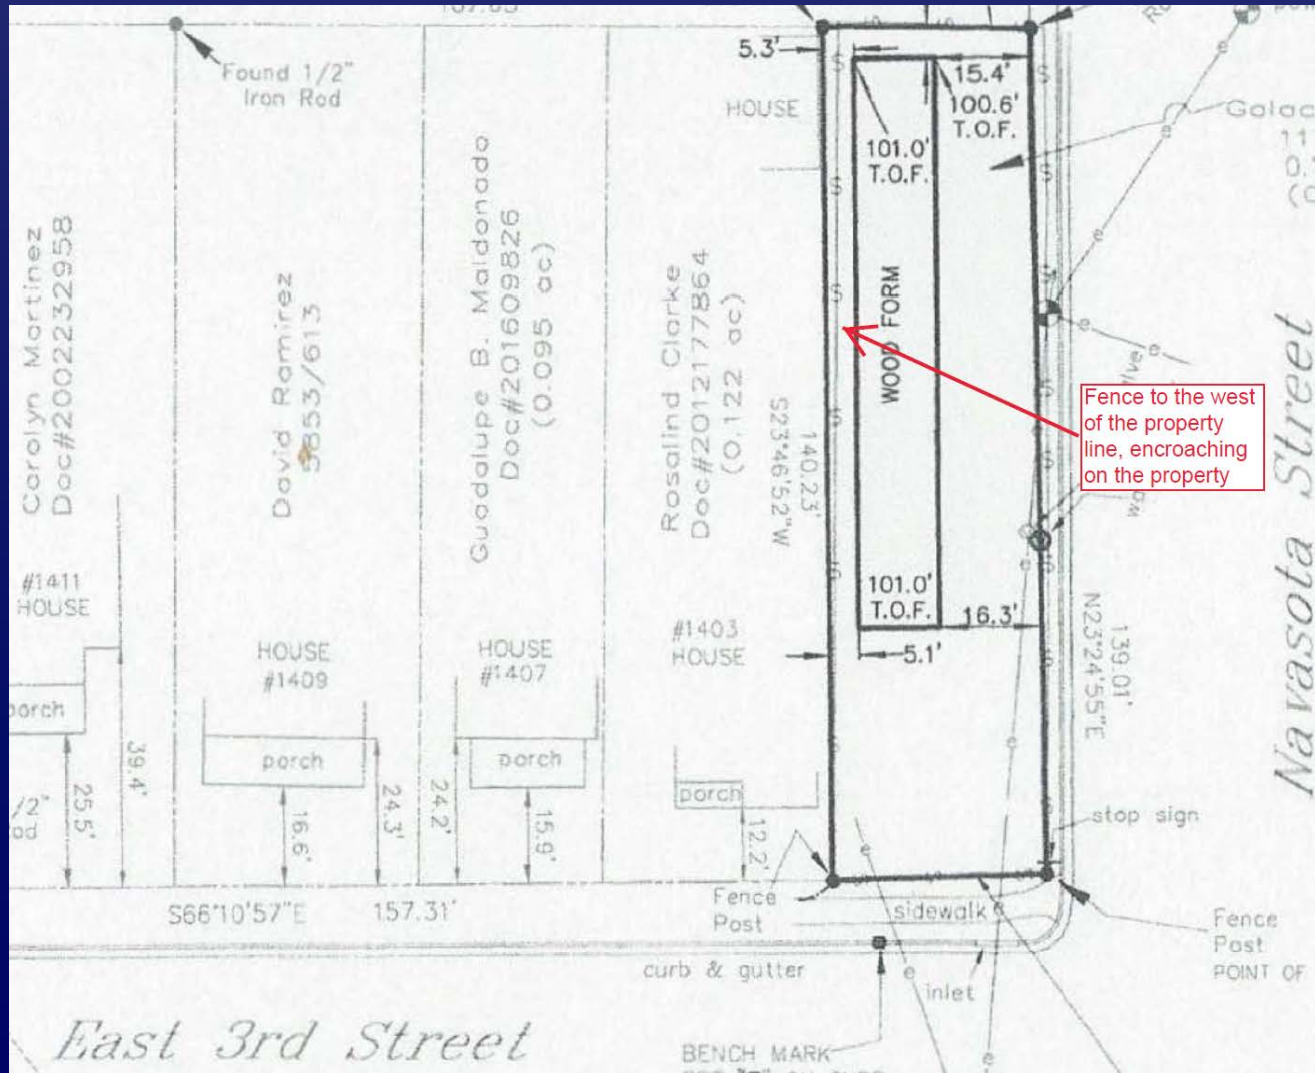 5.3'
15.4'
Found 1/2"
Iron Rod
HOUSE
100.6'
T.O.F.
101.0'
T.O.F.
Carolyn Martinez
Doc#2002232958
David Ramirez
5853/613
Guadalupe B. Maldonado
Doc#201609826
(0.095 ac)
Rosalind Clarke
Doc#2012177864
(0.122 ac)
S23°46'52"W
140.23'
WOOD FORM
Fence to the west
of the property
line, encroaching
on the property
Navasota Street
N23°24'55"E
139.01'
101.0'
T.O.F.
16.3'
5.1'
#1411
HOUSE
HOUSE
#1409
HOUSE
#1407
#1403
HOUSE
porch
porch
porch
porch
39.4'
25.5'
16.6'
24.3'
24.2'
15.9'
12.2'
stop sign
S66°10'57"E 157.31'
Fence
Post
sidewalk
Fence
Post
POINT OF
curb & gutter
inlet
East 3rd Street
BENCH MARK